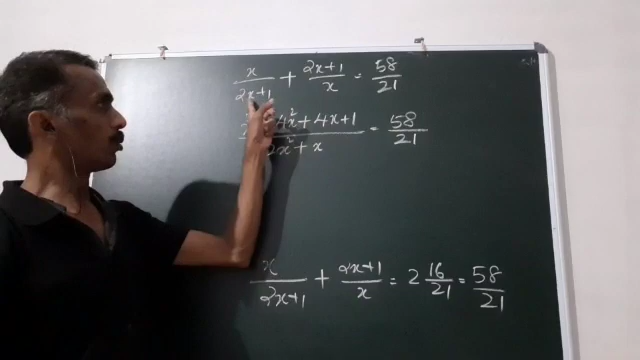 x/(2x+1) + (2x+1)/x = 58/21
4x² + 4x + 1 / 2x² + x = 58/21
x/(2x+1) + (2x+1)/x = 2 16/21 = 58/21